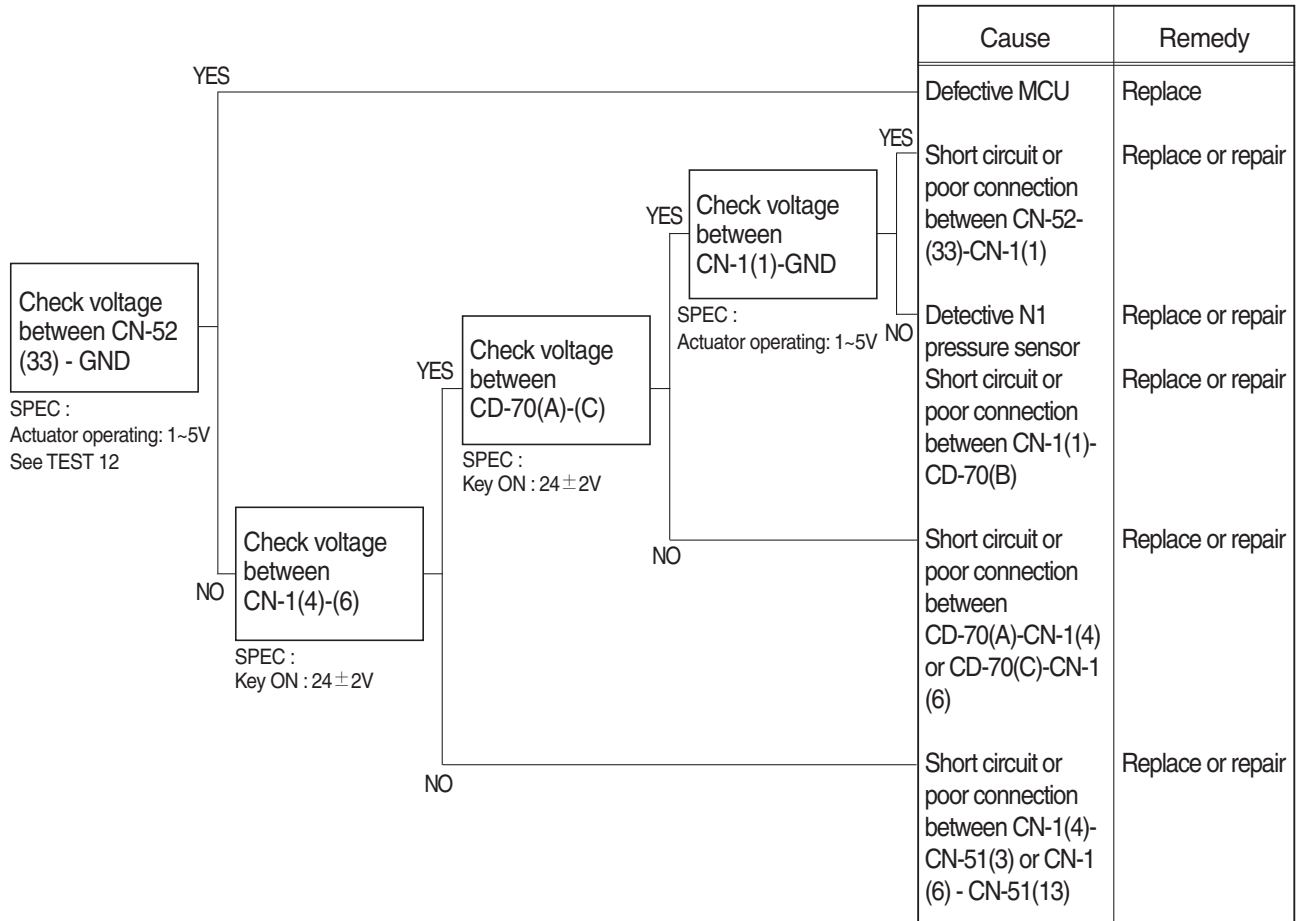 YES
Check voltage
between CN-52
(33) - GND
SPEC :
Actuator operating: 1~5V
See TEST 12
NO
Check voltage
between
CN-1(4)-(6)
SPEC :
Key ON : 24±2V
YES
Check voltage
between
CD-70(A)-(C)
SPEC :
Key ON : 24±2V
NO
YES
Check voltage
between
CN-1(1)-GND
SPEC :
Actuator operating: 1~5V
YES
NO
NO
Cause
Remedy
Defective MCU
Replace
Short circuit or
poor connection
between CN-52-
(33)-CN-1(1)
Replace or repair
Detective N1
pressure sensor
Replace or repair
Short circuit or
poor connection
between CN-1(1)-
CD-70(B)
Replace or repair
Short circuit or
poor connection
between
CD-70(A)-CN-1(4)
or CD-70(C)-CN-1
(6)
Replace or repair
Short circuit or
poor connection
between CN-1(4)-
CN-51(3) or CN-1
(6) - CN-51(13)
Replace or repair